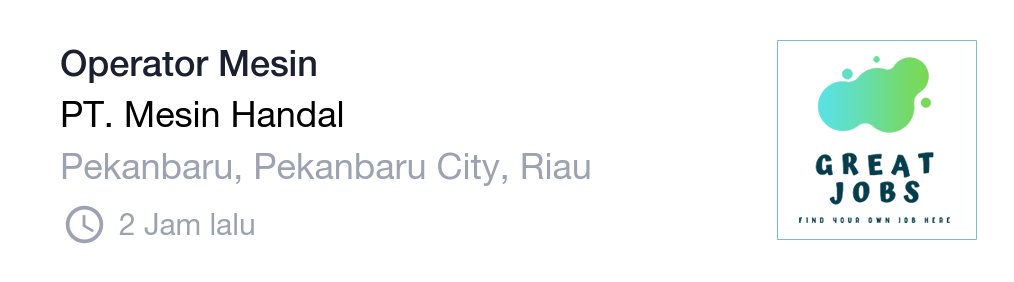 Operator Mesin
PT. Mesin Handal
Pekanbaru, Pekanbaru City, Riau
2 Jam lalu
GREAT
JOBS
FIND YOUR OWN JOB HERE